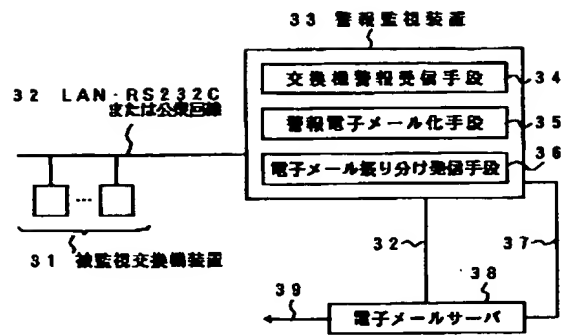 33 警報監視装置
交換機警報受信手段 34
32 LAN・RS232C
または公衆回線
警報電子メール化手段 35
電子メール振り分け受信手段 36
31 被監視交換機装置
32
37
38
39
電子メールサーバ